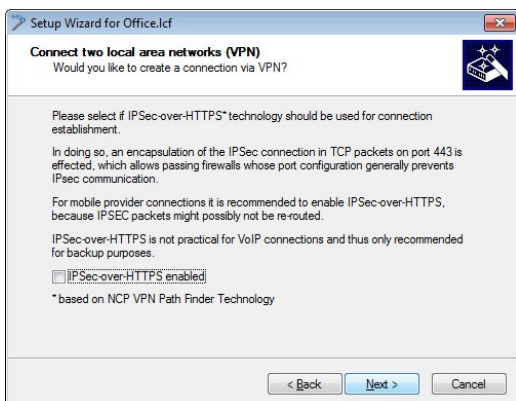 Setup Wizard for Office.lcf
Connect two local area networks (VPN)
Would you like to create a connection via VPN?
Please select if IPSec-over-HTTPS* technology should be used for connection
establishment.
In doing so, an encapsulation of the IPSec connection in TCP packets on port 443 is
effected, which allows passing firewalls whose port configuration generally prevents
IPsec communication.
For mobile provider connections it is recommended to enable IPSec-over-HTTPS,
because IPSEC packets might possibly not be re-routed.
IPSec-over-HTTPS is not practical for VoIP connections and thus only recommended
for backup purposes.
IPSec-over-HTTPS enabled
* based on NCP VPN Path Finder Technology
< Back
Next >
Cancel